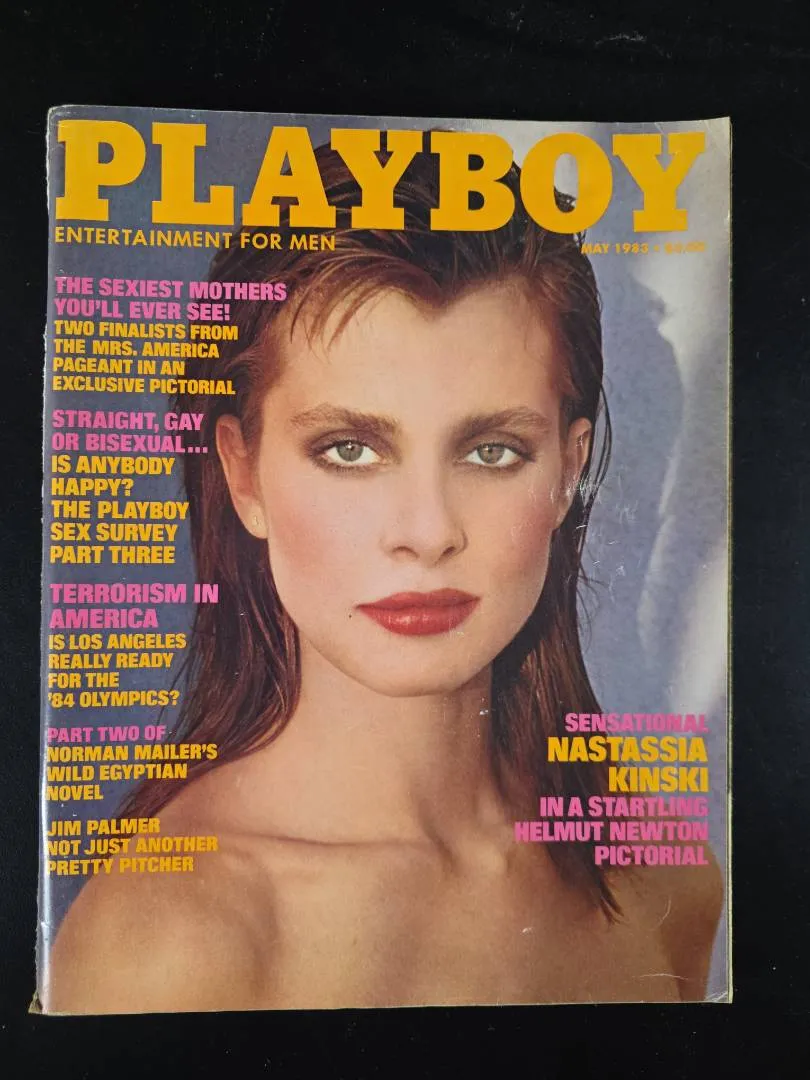 PLAYBOY
ENTERTAINMENT FOR MEN
MAY 1983 •
THE SEXIEST MOTHERS
YOU'LL EVER SEE!
TWO FINALISTS FROM
THE MRS. AMERICA
PAGEANT IN AN
EXCLUSIVE PICTORIAL
STRAIGHT, GAY
OR BISEXUAL...
IS ANYBODY
HAPPY?
THE PLAYBOY
SEX SURVEY
PART THREE
TERRORISM IN
AMERICA
IS LOS ANGELES
REALLY READY
FOR THE
'84 OLYMPICS?
PART TWO OF
NORMAN MAILER'S
WILD EGYPTIAN
NOVEL
JIM PALMER
NOT JUST ANOTHER
PRETTY PITCHER
SENSATIONAL
NASTASSIA
KINSKI
IN A STARTLING
HELMUT NEWTON
PICTORIAL